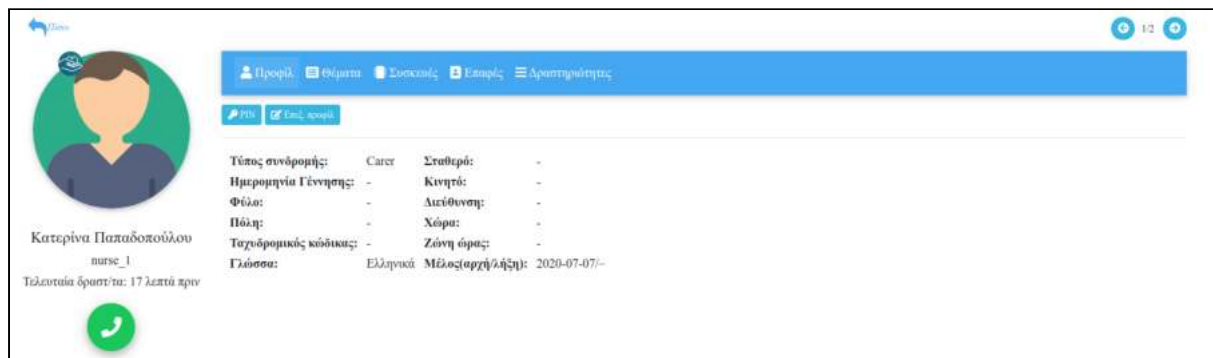 Πίσω
1/2
Προφίλ Θέματα Συσκευές Επαφές Δραστηριότητες
PIN Επεξ. προφίλ
Τύπος συνδρομής: Carer Σταθερό: -
Ημερομηνία Γέννησης: - Κινητό: -
Φύλο: - Διεύθυνση: -
Πόλη: - Χώρα: -
Ταχυδρομικός κώδικας: - Ζώνη ώρας: -
Γλώσσα: Ελληνικά Μέλος(αρχή/λήξη): 2020-07-07/--
Κατερίνα Παπαδοπούλου
nurse_1
Τελευταία δραστ/τα: 17 λεπτά πριν